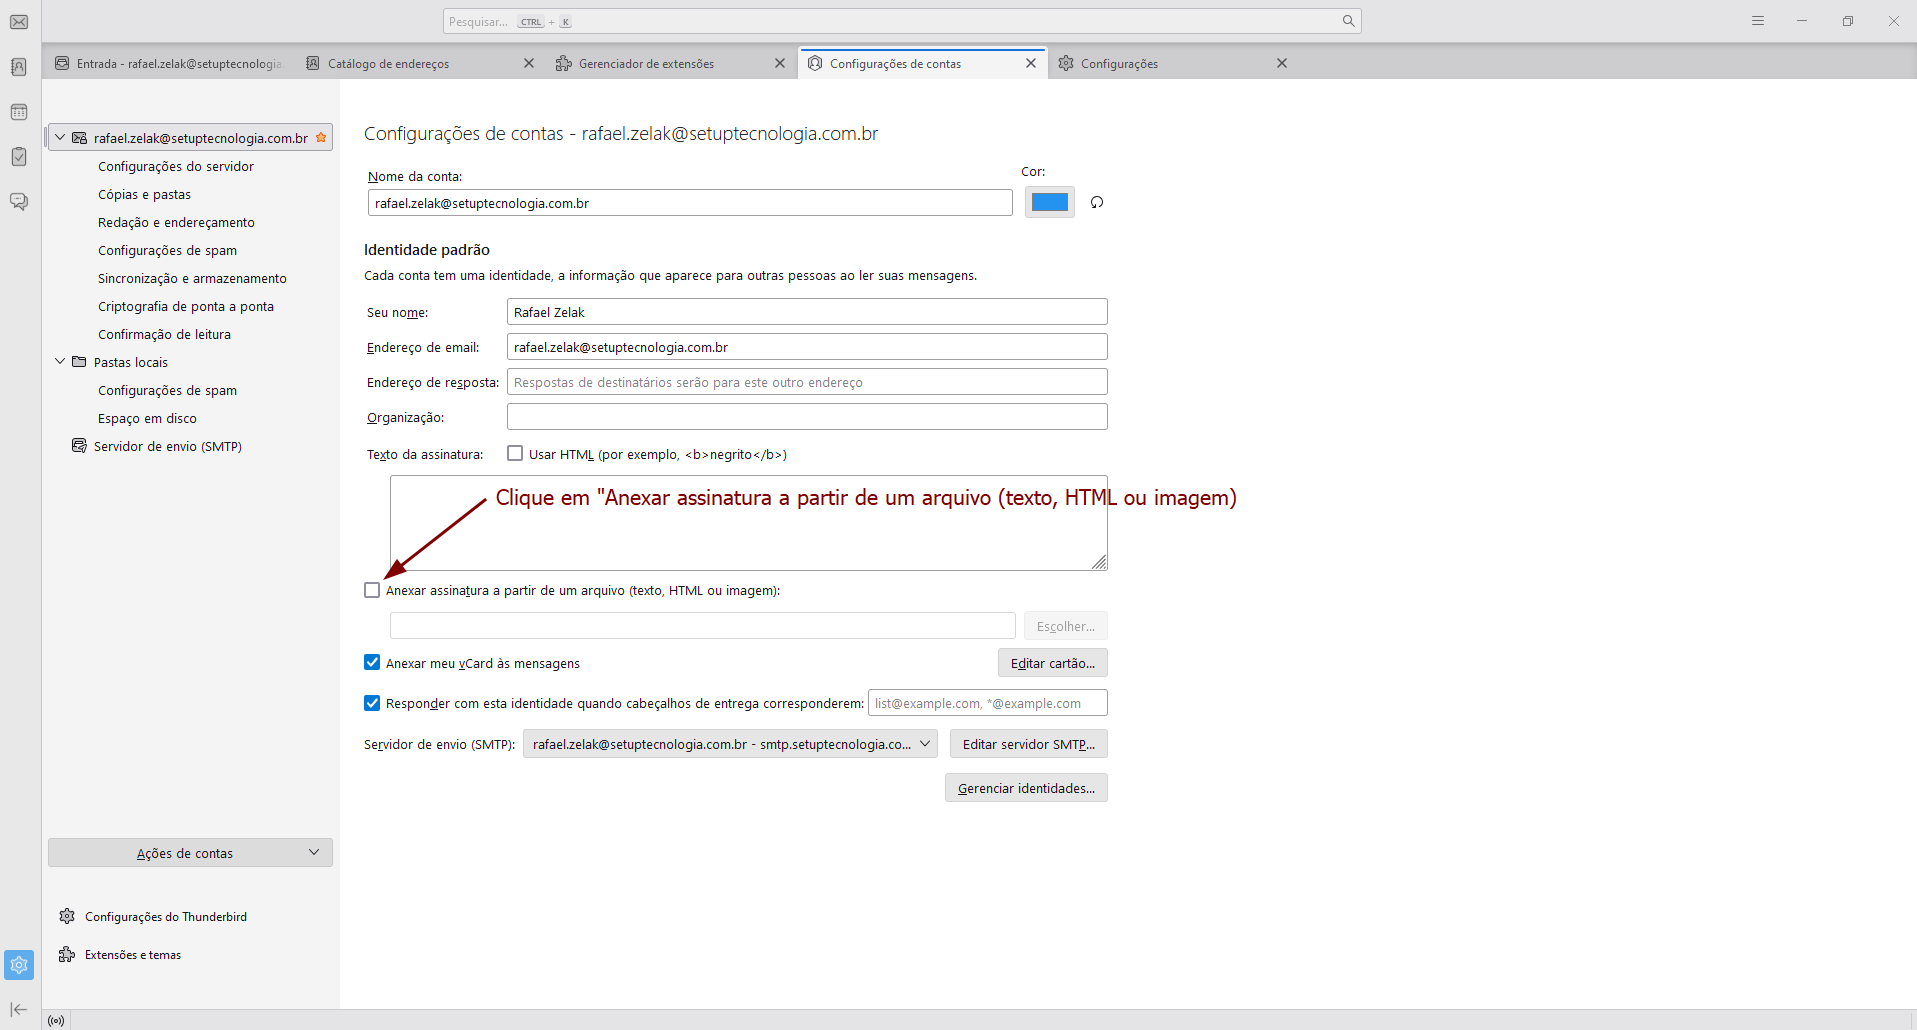 Pesquisar... CTRL + K
Entrada - rafael.zelak@setuptecnologia.
Catálogo de endereços
Gerenciador de extensões
Configurações de contas
Configurações
rafael.zelak@setuptecnologia.com.br
Configurações do servidor
Cópias e pastas
Redação e endereçamento
Configurações de spam
Sincronização e armazenamento
Criptografia de ponta a ponta
Confirmação de leitura
Pastas locais
Configurações de spam
Espaço em disco
Servidor de envio (SMTP)
Ações de contas
Configurações do Thunderbird
Extensões e temas
Configurações de contas - rafael.zelak@setuptecnologia.com.br
Nome da conta:
Cor:
rafael.zelak@setuptecnologia.com.br
Identidade padrão
Cada conta tem uma identidade, a informação que aparece para outras pessoas ao ler suas mensagens.
Seu nome: Rafael Zelak
Endereço de email: rafael.zelak@setuptecnologia.com.br
Endereço de resposta: Respostas de destinatários serão para este outro endereço
Organização:
Texto da assinatura: Usar HTML (por exemplo, <b>negrito</b>)
Clique em "Anexar assinatura a partir de um arquivo (texto, HTML ou imagem)
Anexar assinatura a partir de um arquivo (texto, HTML ou imagem):
Escolher...
Anexar meu vCard às mensagens
Editar cartão...
Responder com esta identidade quando cabeçalhos de entrega corresponderem: list@example.com, *@example.com
Servidor de envio (SMTP): rafael.zelak@setuptecnologia.com.br - smtp.setuptecnologia.co... Editar servidor SMTP...
Gerenciar identidades...